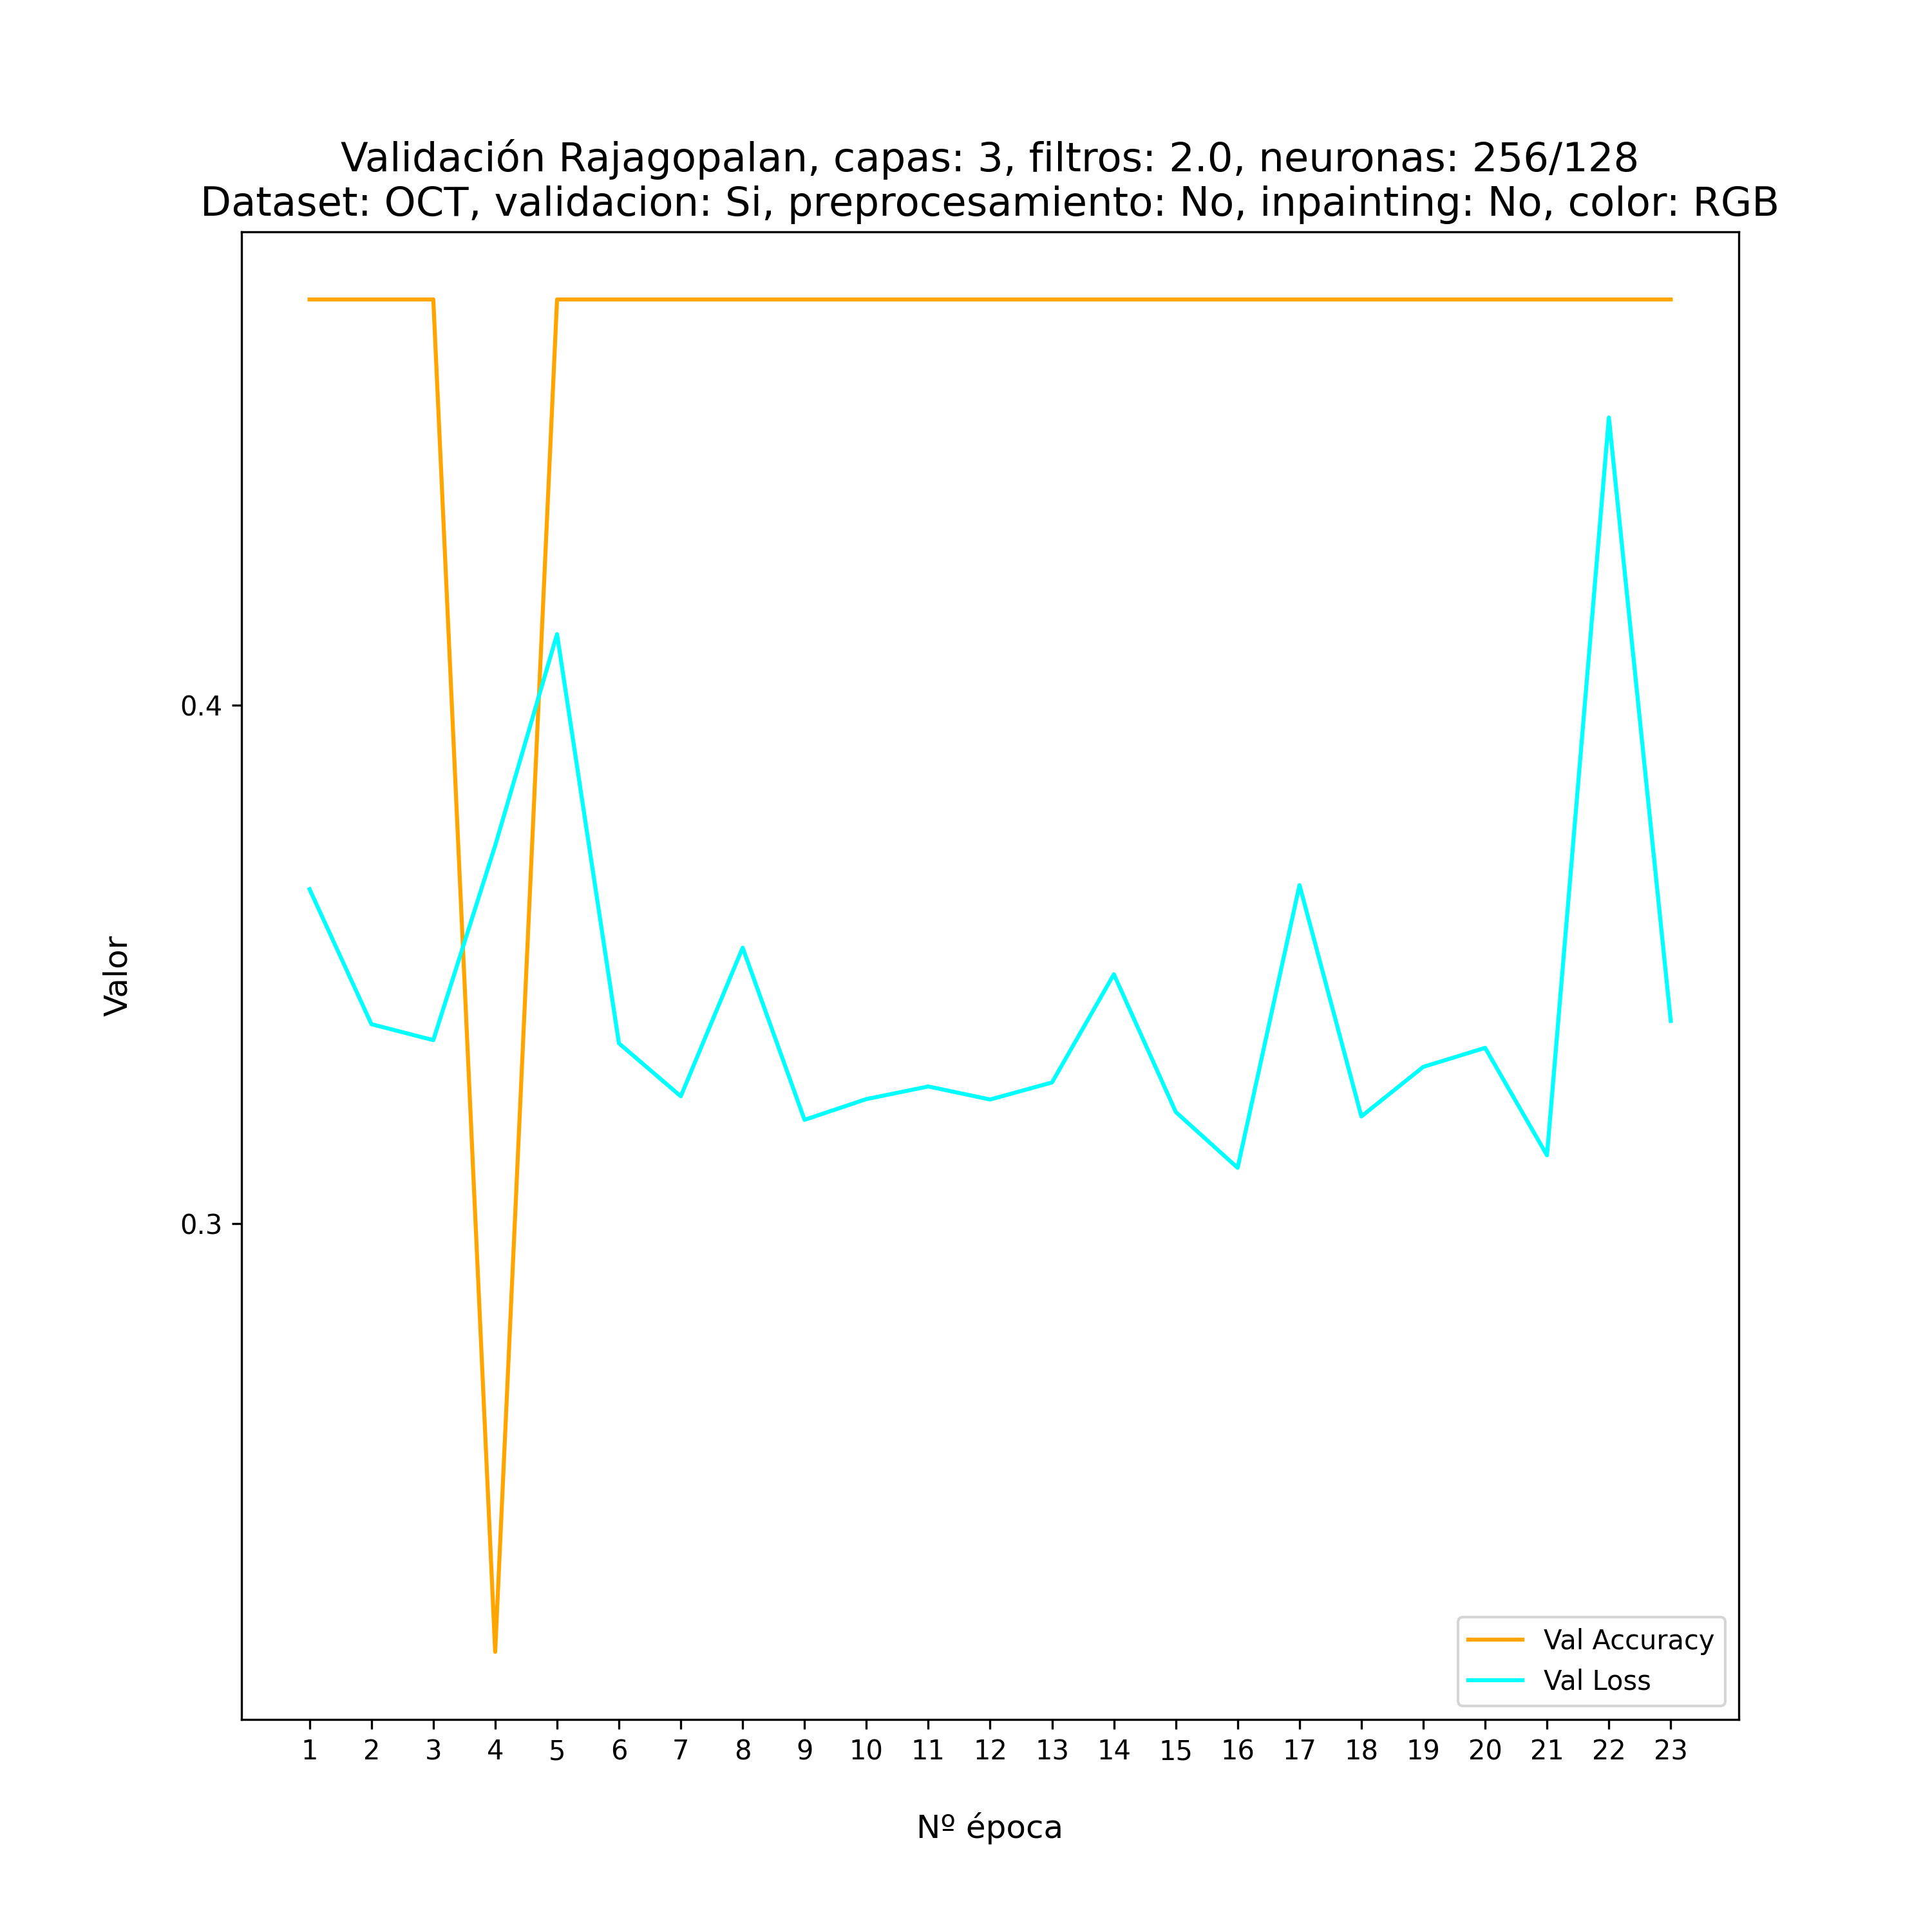 Validación Rajagopalan, capas: 3, filtros: 2.0, neuronas: 256/128
Dataset: OCT, validacion: Si, preprocesamiento: No, inpainting: No, color: RGB
0.4
0.3
Valor
Val Accuracy
Val Loss
1 2 3 4 5 6 7 8 9 10 11 12 13 14 15 16 17 18 19 20 21 22 23
Nº época